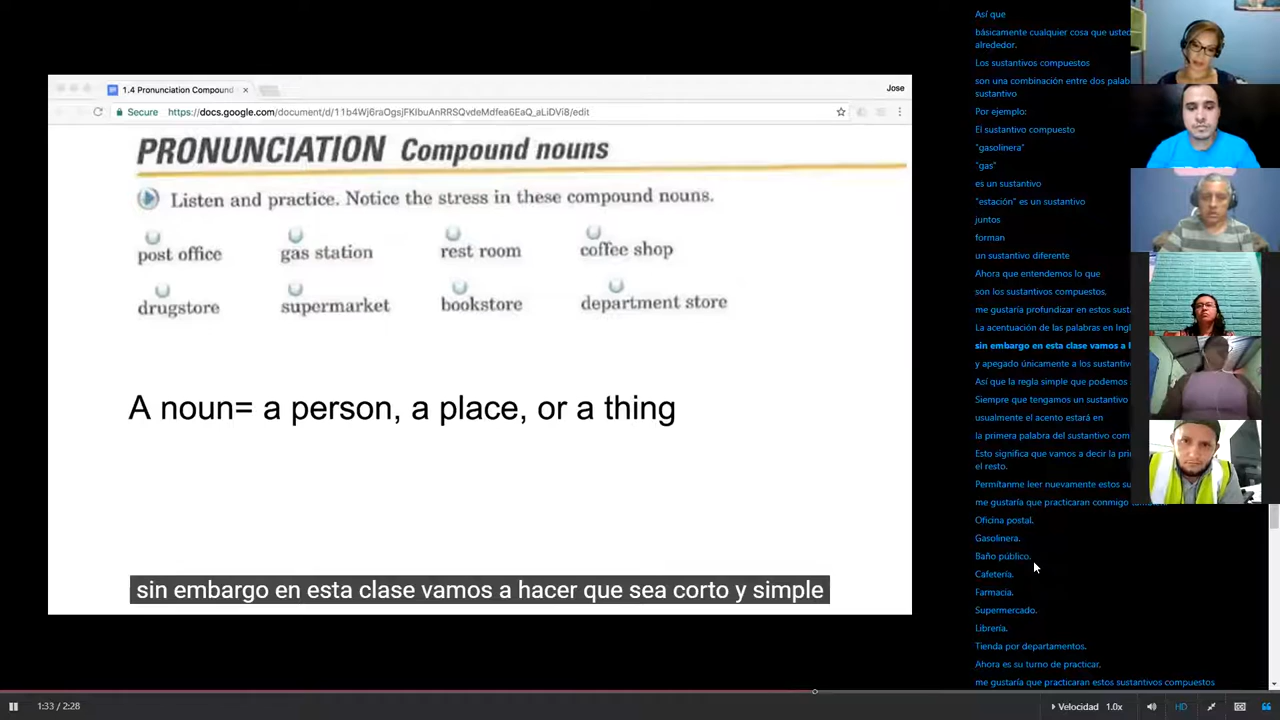 1.4 Pronunciation Compound
Jose
Secure
https://docs.google.com/document/d/11b4Wj6raOgsjFKIbuAnRRSQvdeMdfea6EaQ_aLiDVi8/edit
PRONUNCIATION Compound nouns
Listen and practice. Notice the stress in these compound nouns.
post office gas station rest room coffee shop
drugstore supermarket bookstore department store
A noun= a person, a place, or a thing
sin embargo en esta clase vamos a hacer que sea corto y simple
Así que
básicamente cualquier cosa que usted
alrededor.
Los sustantivos compuestos
son una combinación entre dos
sustantivo
Por ejemplo:
El sustantivo compuesto
"gasolinera"
"gas"
es un sustantivo
"estación" es un sustantivo
juntos
forman
un sustantivo diferente
Ahora que entendemos lo que
son los sustantivos compuestos,
me gustaría profundizar en estos
La acentuación de las palabras en
sin embargo en esta clase vamos a
y apegado únicamente a los
Así que la regla simple que podemos
Siempre que tengamos un sustantivo
usualmente el acento estará en
la primera palabra del sustantivo
Esto significa que vamos a decir la
el resto.
Permítanme leer nuevamente estos
me gustaría que practicaran conmigo
Oficina postal.
Gasolinera.
Baño público.
Cafetería.
Farmacia.
Supermercado.
Librería.
Tienda por departamentos.
Ahora es su turno de practicar,
me gustaría que practicaran estos sustantivos compuestos
1:33 / 2:28
Velocidad 1.0x
HD